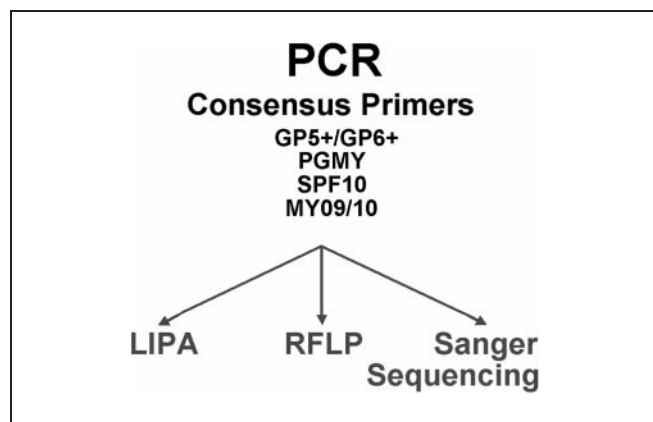 PCR
Consensus Primers
GP5+/GP6+
PGMY
SPF10
MY09/10
LIPA RFLP Sanger
Sequencing